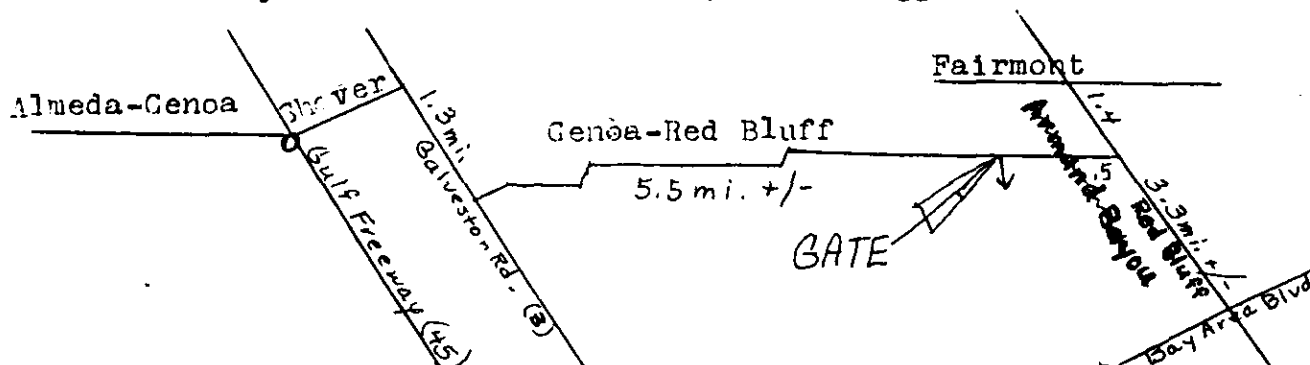 Fairmont
Almeda-Genoa
Shaver
1.3 mi.
1.4
Genoa-Red Bluff
5.5 mi. +/-
.5
Armand Bayou
Red Bluff
3.3 mi. +/-
Galveston Rd. (3)
Gulf Freeway (45)
GATE
Bay Area Blvd